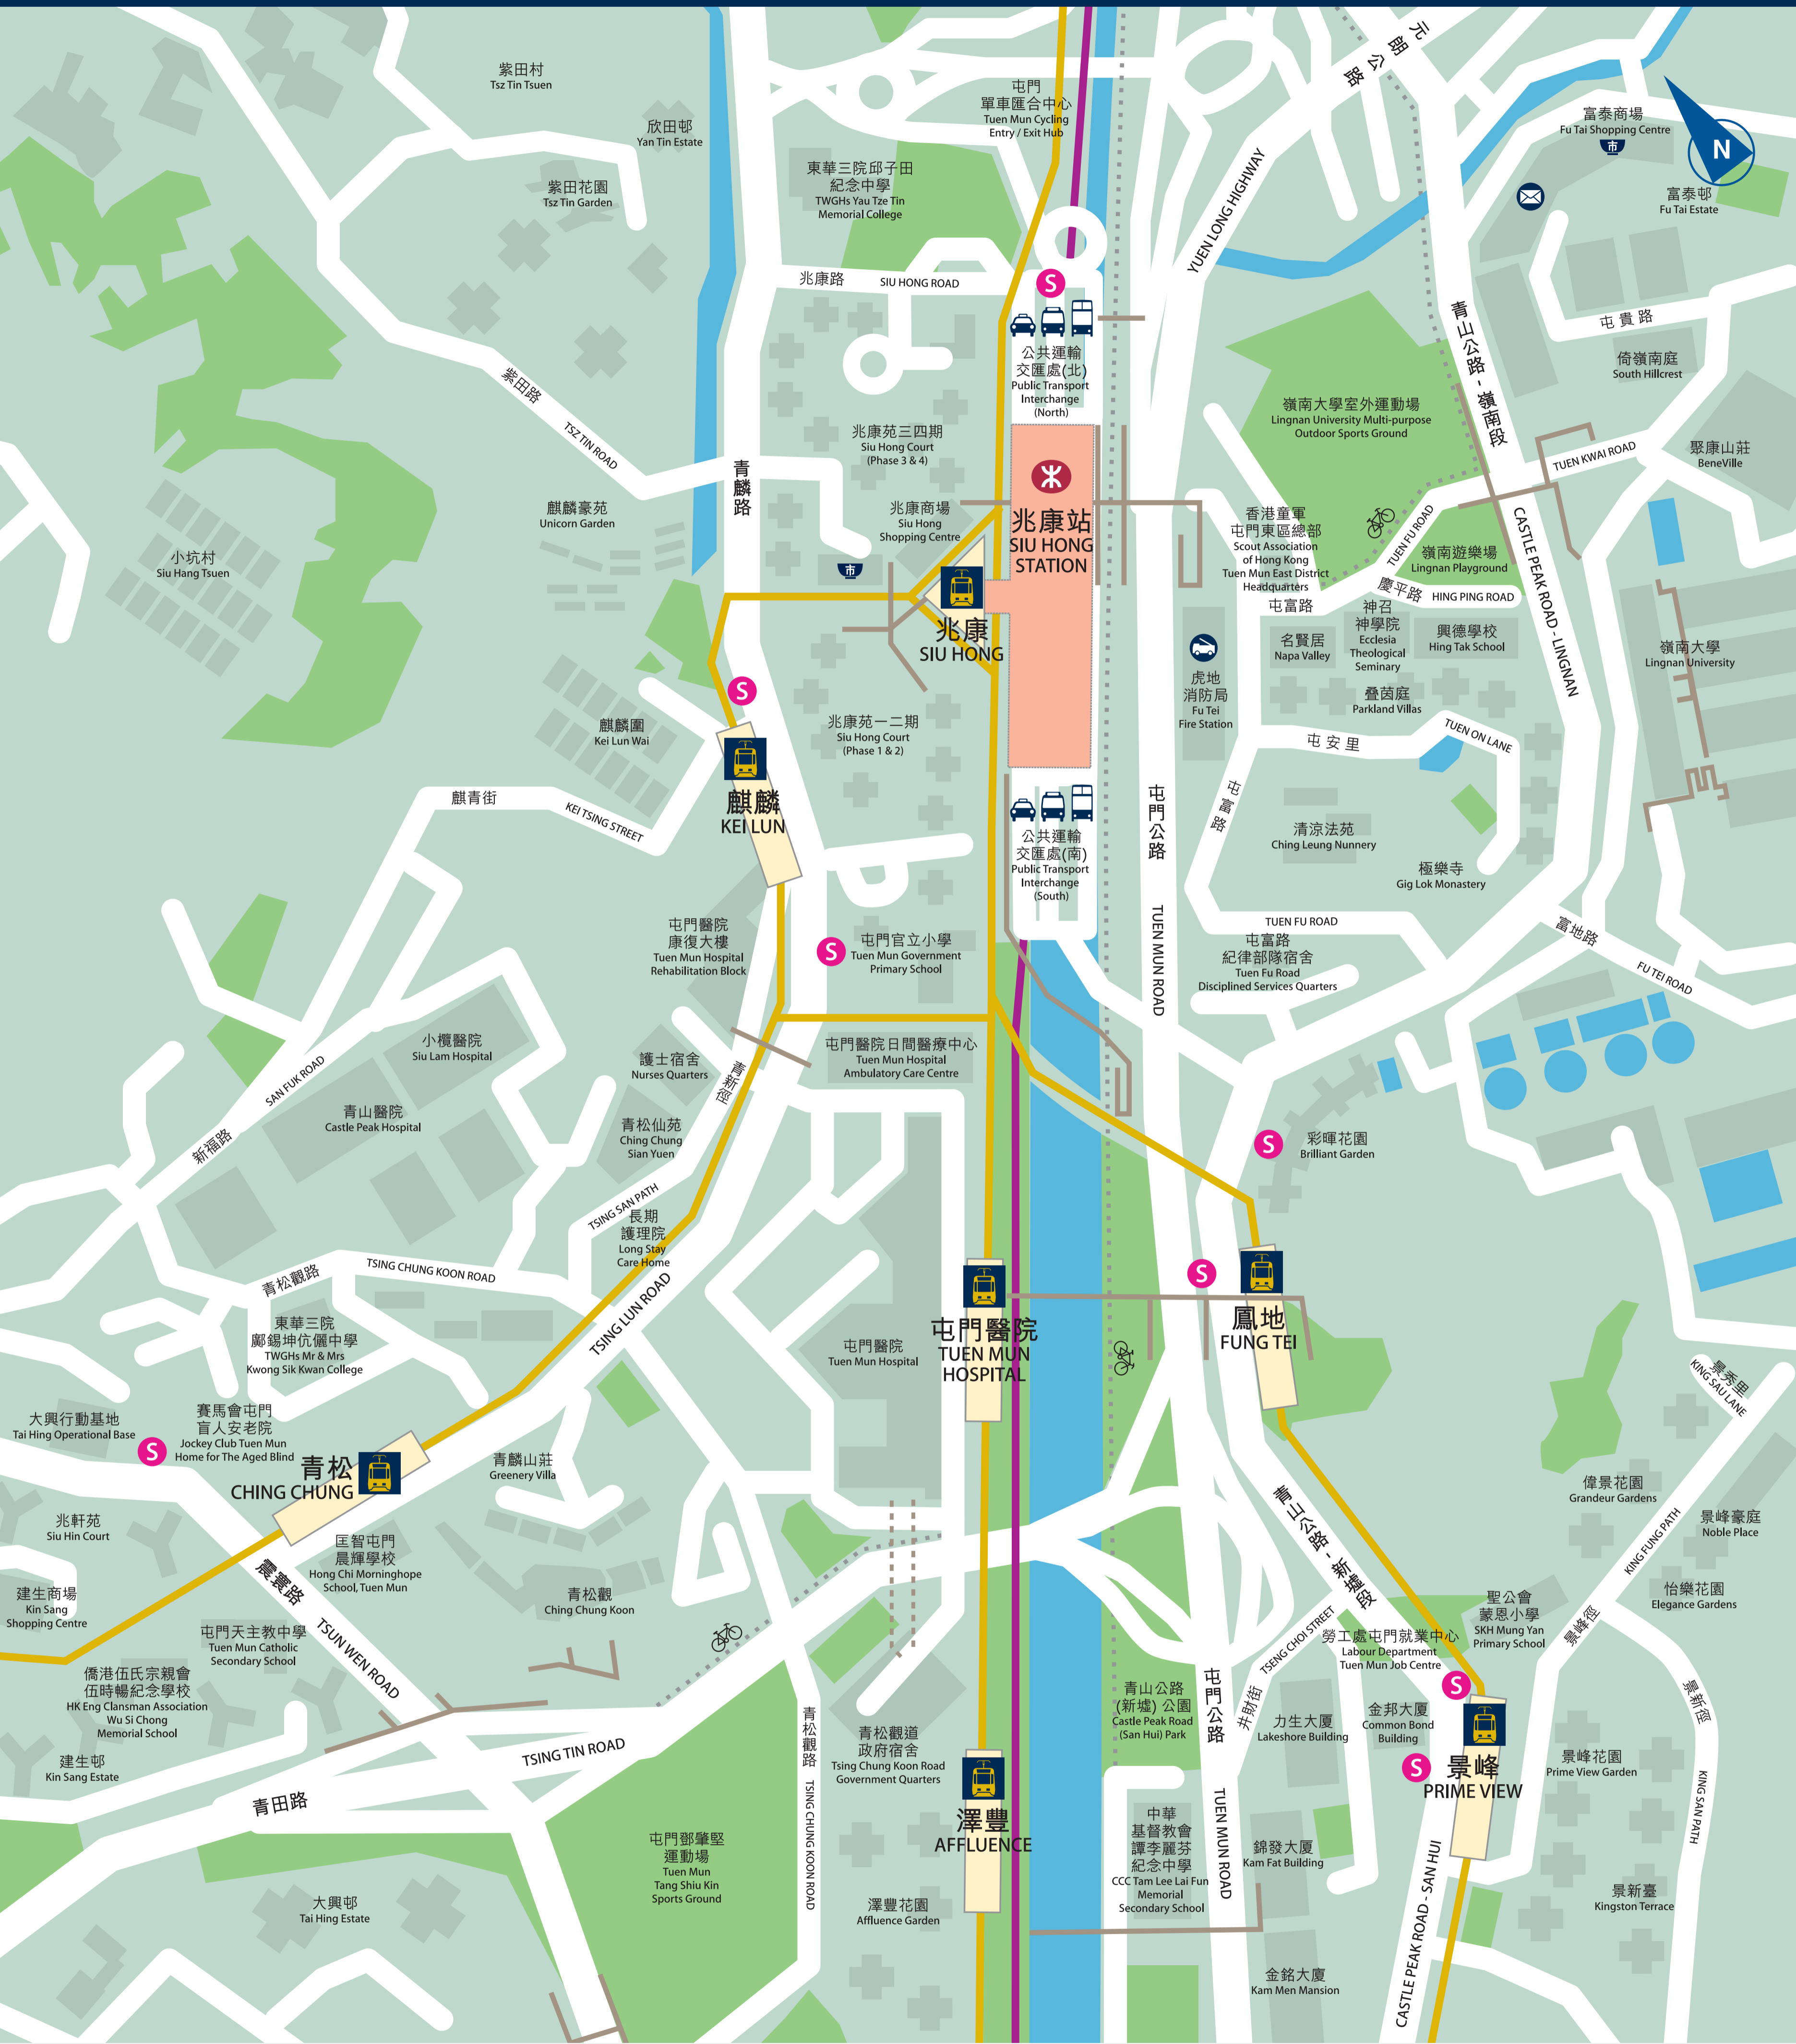 紫田村
Tsz Tin Tsuen
欣田邨
Yan Tin Estate
紫田花園
Tsz Tin Garden
屯門
單車匯合中心
Tuen Mun Cycling
Entry / Exit Hub
東華三院邱子田
紀念中學
TWGHs Yau Tze Tin
Memorial College
元朗公路
YUEN LONG HIGHWAY
富泰商場
Fu Tai Shopping Centre
市
N
富泰邨
Fu Tai Estate
兆康路
SIU HONG ROAD
S
公共運輸
交匯處(北)
Public Transport
Interchange
(North)
青山公路-嶺南段
屯貴路
倚嶺南庭
South Hillcrest
嶺南大學室外運動場
Lingnan University Multi-purpose
Outdoor Sports Ground
紫田路
TSZ TIN ROAD
兆康苑三四期
Siu Hong Court
(Phase 3 & 4)
青麟路
TUEN KWAI ROAD
聚康山莊
BeneVille
麒麟豪苑
Unicorn Garden
兆康商場
Siu Hong
Shopping Centre
兆康站
SIU HONG
STATION
香港童軍
屯門東區總部
Scout Association
of Hong Kong
Tuen Mun East District
Headquarters
TUEN FU ROAD
嶺南遊樂場
Lingnan Playground
CASTLE PEAK ROAD - LINGNAN
小坑村
Siu Hang Tsuen
市
慶平路
HING PING ROAD
屯富路
兆康
SIU HONG
名賢居
Napa Valley
神召
神學院
Ecclesia
Theological
Seminary
興德學校
Hing Tak School
嶺南大學
Lingnan University
虎地
消防局
Fu Tei
Fire Station
叠茵庭
Parkland Villas
S
麒麟圍
Kei Lun Wai
兆康苑一二期
Siu Hong Court
(Phase 1 & 2)
屯安里
TUEN ON LANE
麒麟
KEI LUN
麒青街
KEI TSING STREET
屯富路
屯門公路
公共運輸
交匯處(南)
Public Transport
Interchange
(South)
清涼法苑
Ching Leung Nunnery
極樂寺
Gig Lok Monastery
TUEN MUN ROAD
TUEN FU ROAD
屯門醫院
康復大樓
Tuen Mun Hospital
Rehabilitation Block
S
屯門官立小學
Tuen Mun Government
Primary School
屯富路
紀律部隊宿舍
Tuen Fu Road
Disciplined Services Quarters
富地路
FU TEI ROAD
小欖醫院
Siu Lam Hospital
護士宿舍
Nurses Quarters
屯門醫院日間醫療中心
Tuen Mun Hospital
Ambulatory Care Centre
SAN FUK ROAD
新福路
青新徑
青山醫院
Castle Peak Hospital
青松仙苑
Ching Chung
Sian Yuen
S
彩暉花園
Brilliant Garden
TSING SAN PATH
長期
護理院
Long Stay
Care Home
青松觀路
TSING CHUNG KOON ROAD
TSING LUN ROAD
S
東華三院
鄺錫坤伉儷中學
TWGHs Mr & Mrs
Kwong Sik Kwan College
屯門醫院
Tuen Mun Hospital
屯門醫院
TUEN MUN
HOSPITAL
鳳地
FUNG TEI
景秀里
KING SAU LANE
大興行動基地
Tai Hing Operational Base
S
賽馬會屯門
盲人安老院
Jockey Club Tuen Mun
Home for The Aged Blind
青松
CHING CHUNG
青麟山莊
Greenery Villa
偉景花園
Grandeur Gardens
兆軒苑
Siu Hin Court
匡智屯門
晨輝學校
Hong Chi Morninghope
School, Tuen Mun
青山公路-新墟段
KING FUNG PATH
景峰豪庭
Noble Place
震寰路
TSUN WEN ROAD
建生商場
Kin Sang
Shopping Centre
青松觀
Ching Chung Koon
聖公會
蒙恩小學
SKH Mung Yan
Primary School
怡樂花園
Elegance Gardens
屯門天主教中學
Tuen Mun Catholic
Secondary School
TSENG CHOI STREET
井財街
勞工處屯門就業中心
Labour Department
Tuen Mun Job Centre
S
景峰徑
僑港伍氏宗親會
伍時暢紀念學校
HK Eng Clansman Association
Wu Si Chong
Memorial School
青山公路
(新墟) 公園
Castle Peak Road
(San Hui) Park
屯門公路
力生大廈
Lakeshore Building
金邦大廈
Common Bond
Building
景新徑
建生邨
Kin Sang Estate
青田路
TSING TIN ROAD
青松觀路
TSING CHUNG KOON ROAD
青松觀道
政府宿舍
Tsing Chung Koon Road
Government Quarters
S
景峰
PRIME VIEW
景峰花園
Prime View Garden
KING SAN PATH
澤豐
AFFLUENCE
中華
基督教會
譚李麗芬
紀念中學
CCC Tam Lee Lai Fun
Memorial
Secondary School
TUEN MUN ROAD
屯門鄧肇堅
運動場
Tuen Mun
Tang Shiu Kin
Sports Ground
錦發大廈
Kam Fat Building
CASTLE PEAK ROAD - SAN HUI
大興邨
Tai Hing Estate
澤豐花園
Affluence Garden
景新臺
Kingston Terrace
金銘大廈
Kam Men Mansion